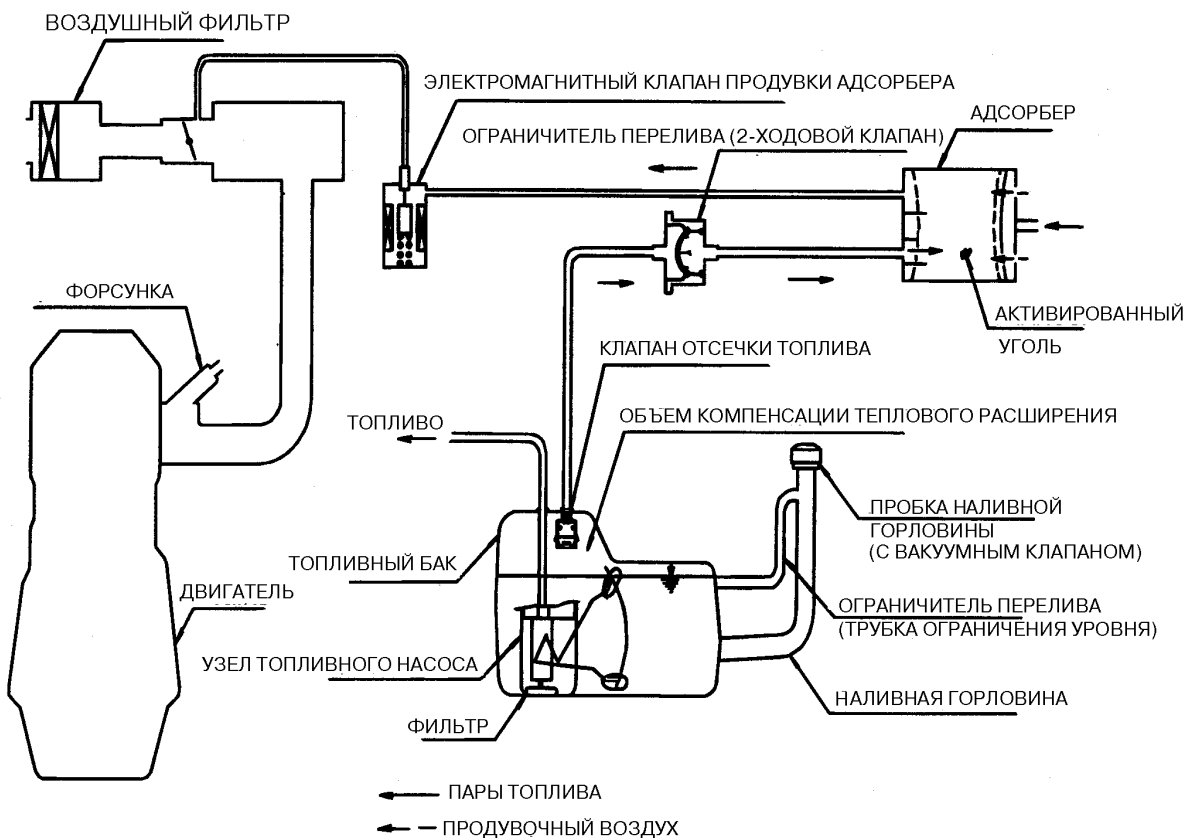 ВОЗДУШНЫЙ ФИЛЬТР
ЭЛЕКТРОМАГНИТНЫЙ КЛАПАН ПРОДУВКИ АДСОРБЕРА
АДСОРБЕР
ОГРАНИЧИТЕЛЬ ПЕРЕЛИВА (2-ХОДОВОЙ КЛАПАН)
ФОРСУНКА
АКТИВИРОВАННЫЙ
УГОЛЬ
КЛАПАН ОТСЕЧКИ ТОПЛИВА
ТОПЛИВО
ОБЪЕМ КОМПЕНСАЦИИ ТЕПЛОВОГО РАСШИРЕНИЯ
ПРОБКА НАЛИВНОЙ
ГОРЛОВИНЫ
(С ВАКУУМНЫМ КЛАПАНОМ)
ТОПЛИВНЫЙ БАК
ДВИГАТЕЛЬ
ОГРАНИЧИТЕЛЬ ПЕРЕЛИВА
(ТРУБКА ОГРАНИЧЕНИЯ УРОВНЯ)
УЗЕЛ ТОПЛИВНОГО НАСОСА
НАЛИВНАЯ ГОРЛОВИНА
ФИЛЬТР
ПАРЫ ТОПЛИВА
ПРОДУВОЧНЫЙ ВОЗДУХ